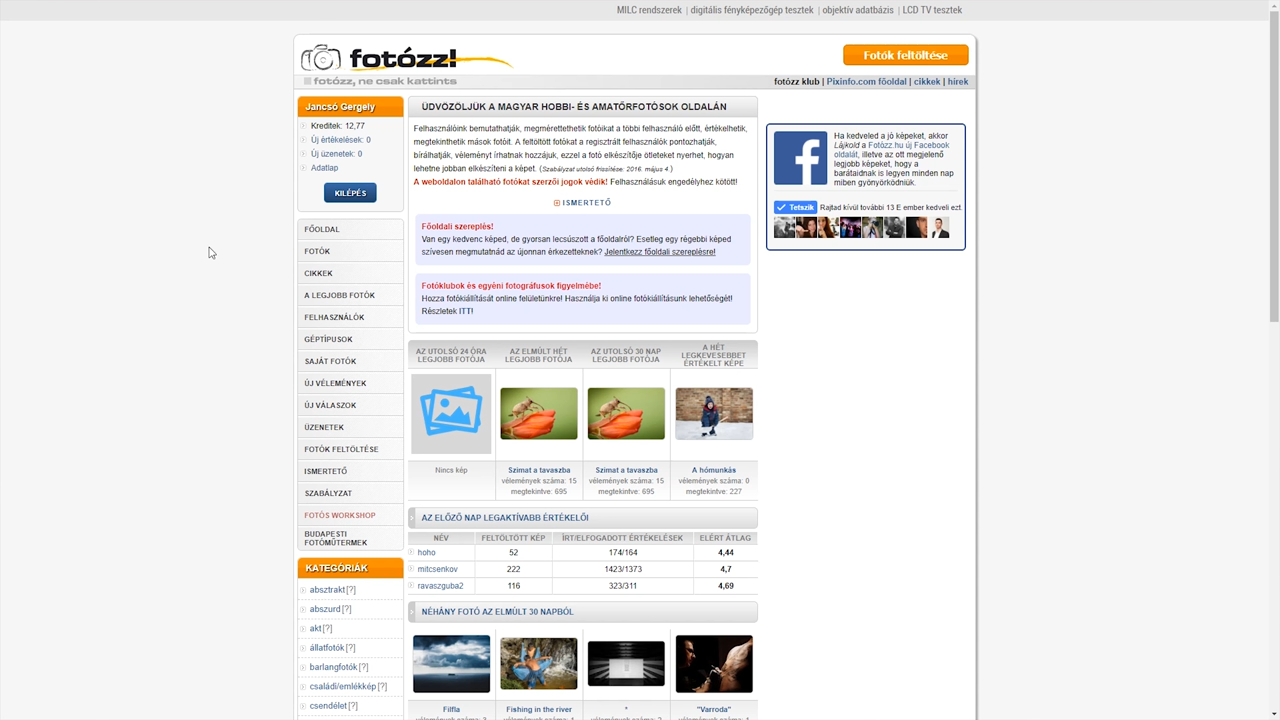 MILC rendszerek | digitális fényképezőgép tesztek | objektív adatbázis | LCD TV tesztek
fotózz!
fotózz, ne csak kattints
Fotók feltöltése
fotózz klub | Pixinfo.com főoldal | cikkek | hírek
Jancsó Gergely
Kreditek: 12,77
Új értékelések: 0
Új üzenetek: 0
Adatlap
KILÉPÉS
FŐOLDAL
FOTÓK
CIKKEK
A LEGJOBB FOTÓK
FELHASZNÁLÓK
GÉPTÍPUSOK
SAJÁT FOTÓK
ÚJ VÉLEMÉNYEK
ÚJ VÁLASZOK
ÜZENETEK
FOTÓK FELTÖLTÉSE
ISMERTETŐ
SZABÁLYZAT
FOTÓS WORKSHOP
BUDAPESTI
FOTÓMŰTERMEK
KATEGÓRIÁK
absztrakt [?]
abszurd [?]
akt [?]
állatfotók [?]
barlangfotók [?]
családi/emlékkép [?]
csendélet [?]
ÜDVÖZÖLJÜK A MAGYAR HOBBI- ÉS AMATŐRFOTÓSOK OLDALÁN
Felhasználóink bemutathatják, megmérettethetik fotóikat a többi felhasználó előtt, értékelhetik,
megtekinthetik mások fotóit. A feltöltött fotókat a regisztrált felhasználók pontozhatják,
bírálhatják, véleményt írhatnak hozzájuk, ezzel a fotó elkészítője ötleteket nyerhet, hogyan
lehetne jobban elkészíteni a képet. (Szabályzat utolsó frissítése: 2016. május 4.)
A weboldalon található fotókat szerzői jogok védik! Felhasználásuk engedélyhez kötött!
ISMERTETŐ
Főoldali szereplés!
Van egy kedvenc képed, de gyorsan lecsúszott a főoldalról? Esetleg egy régebbi képed
szívesen megmutatnád az újonnan érkezetteknek? Jelentkezz főoldali szereplésre!
Fotóklubok és egyéni fotográfusok figyelmébe!
Hozza fotókiállítását online felületünkre! Használja ki online fotókiállításunk lehetőségét!
Részletek ITT!
AZ UTOLSÓ 24 ÓRA
LEGJOBB FOTÓJA
AZ ELMÚLT HÉT
LEGJOBB FOTÓJA
AZ UTOLSÓ 30 NAP
LEGJOBB FOTÓJA
A HÉT
LEGKEVESEBBET
ÉRTÉKELT KÉPE
Nincs kép
Szimat a tavaszba
vélemények száma: 15
megtekintve: 695
Szimat a tavaszba
vélemények száma: 15
megtekintve: 695
A hómunkás
vélemények száma: 0
megtekintve: 227
AZ ELŐZŐ NAP LEGAKTÍVABB ÉRTÉKELŐI
NÉV FELTÖLTÖTT KÉP ÍRT/ELFOGADOTT ÉRTÉKELÉSEK ELÉRT ÁTLAG
hoho 52 174/164 4,44
mitcsenkov 222 1423/1373 4,7
ravaszguba2 116 323/311 4,69
NÉHÁNY FOTÓ AZ ELMÚLT 30 NAPBÓL
Filfla
vélemények száma: 3
Fishing in the river
vélemények száma: 1
*
vélemények száma: 2
"Varroda"
vélemények száma: 1
Ha kedveled a jó képeket, akkor
Lájkold a Fotózz.hu új Facebook
oldalát, illetve az ott megjelenő
legjobb képeket, hogy a
barátaidnak is legyen minden nap
miben gyönyörködniük.
Tetszik Rajtad kívül további 13 E ember kedveli ezt.